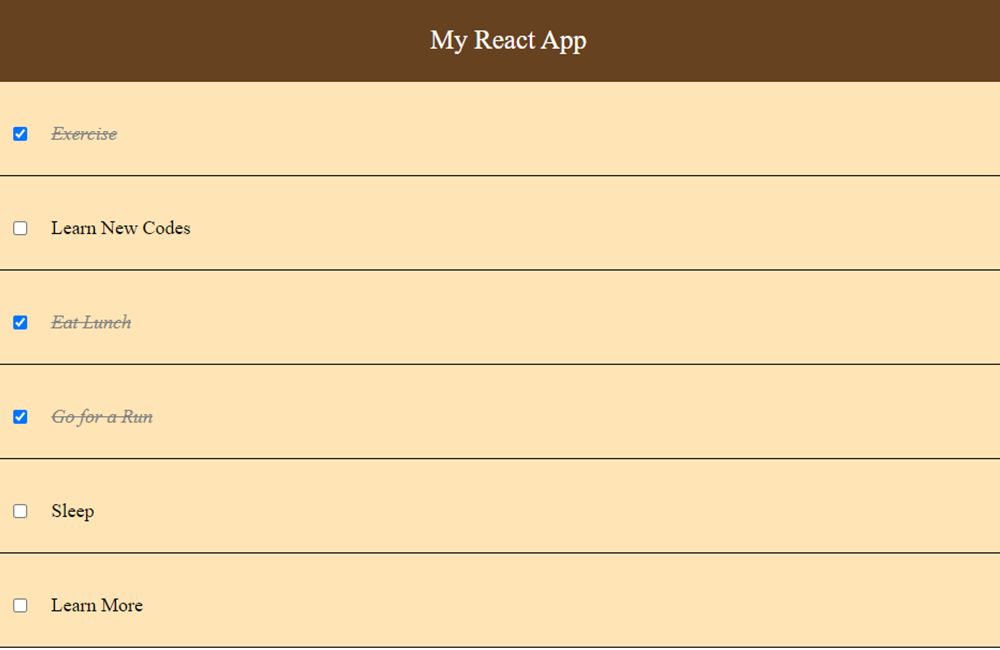 My React App
Exercise
Learn New Codes
Eat Lunch
Go for a Run
Sleep
Learn More